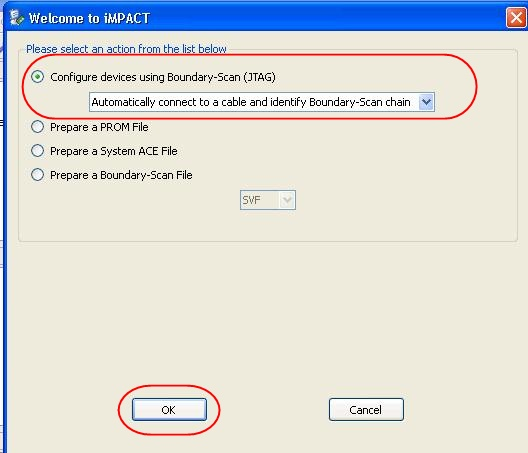 Welcome to iMPACT
Please select an action from the list below
Configure devices using Boundary-Scan (JTAG)
Automatically connect to a cable and identify Boundary-Scan chain
Prepare a PROM File
Prepare a System ACE File
Prepare a Boundary-Scan File
SVF
OK
Cancel